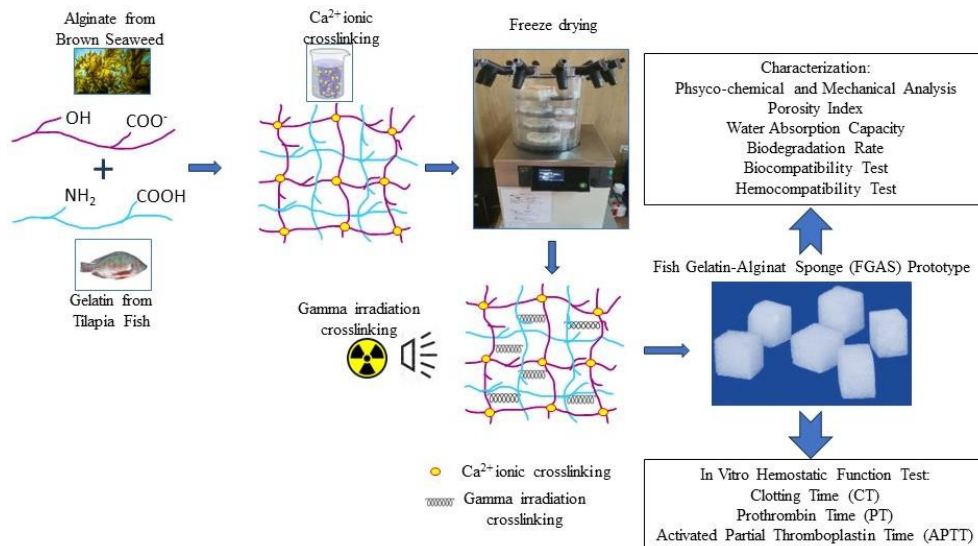 Alginate from
Brown Seaweed
OH
COO-
+
NH2
COOH
Gelatin from
Tilapia Fish
Ca2+
ionic
crosslinking
Freeze drying
Gamma irradiation
crosslinking
Ca2+ ionic crosslinking
Gamma irradiation
crosslinking
Characterization:
Phsyco-chemical and Mechanical Analysis
Porosity Index
Water Absorption Capacity
Biodegradation Rate
Biocompatibility Test
Hemocompatibility Test
Fish Gelatin-Alginat Sponge (FGAS) Prototype
In Vitro Hemostatic Function Test:
Clotting Time (CT)
Prothrombin Time (PT)
Activated Partial Thromboplastin Time (APTT)